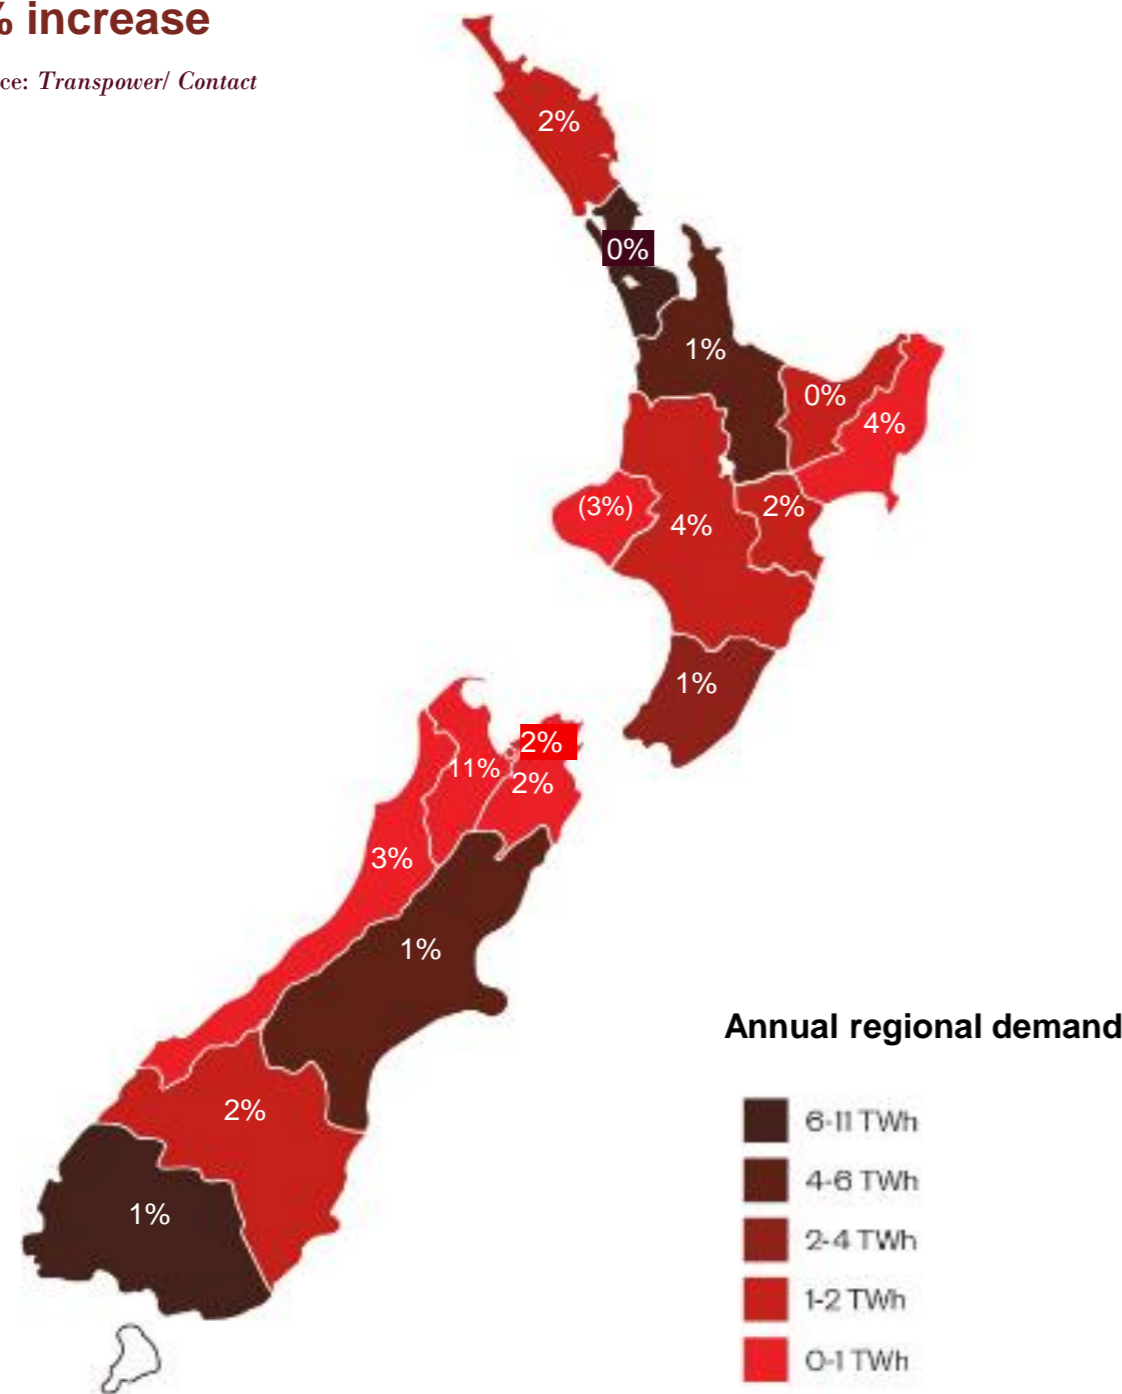 % increase
ce: Transpower/ Contact
2%
0%
1%
0%
4%
(3%)
4%
2%
1%
2%
11%
2%
3%
1%
2%
1%
Annual regional demand
6-11 TWh
4-6 TWh
2-4 TWh
1-2 TWh
0-1 TWh